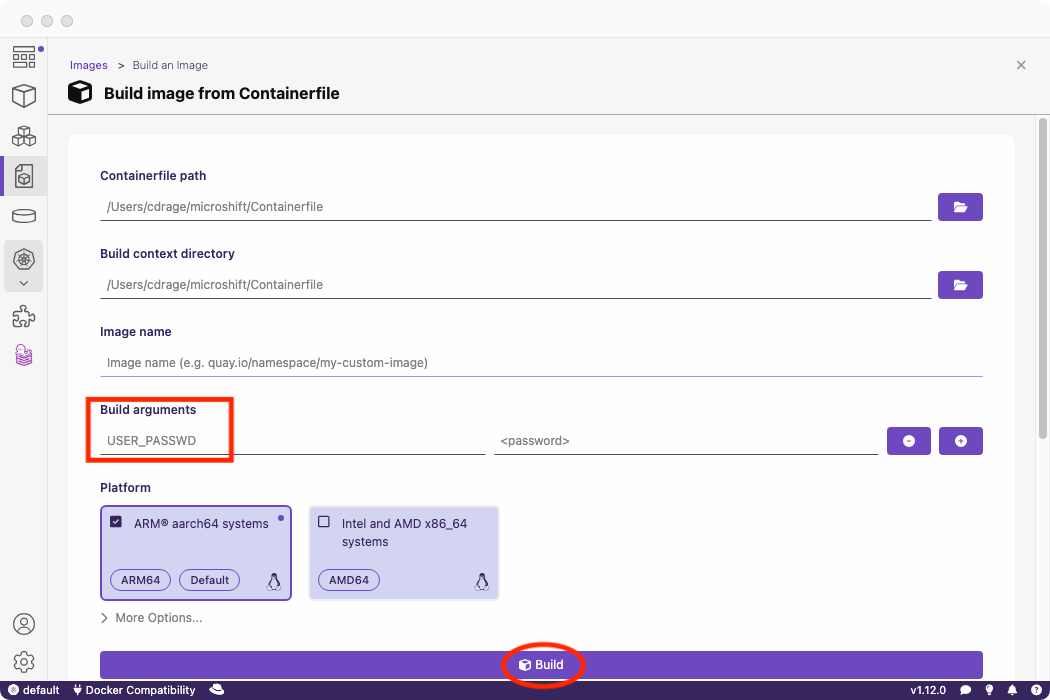 Images > Build an Image
Build image from Containerfile
Containerfile path
/Users/cdrage/microshift/Containerfile
Build context directory
/Users/cdrage/microshift/Containerfile
Image name
Image name (e.g. quay.io/namespace/my-custom-image)
Build arguments
USER_PASSWD <password>
Platform
ARM® aarch64 systems
ARM64 Default
Intel and AMD x86_64
systems
AMD64
More Options...
Build
default Docker Compatibility v1.12.0